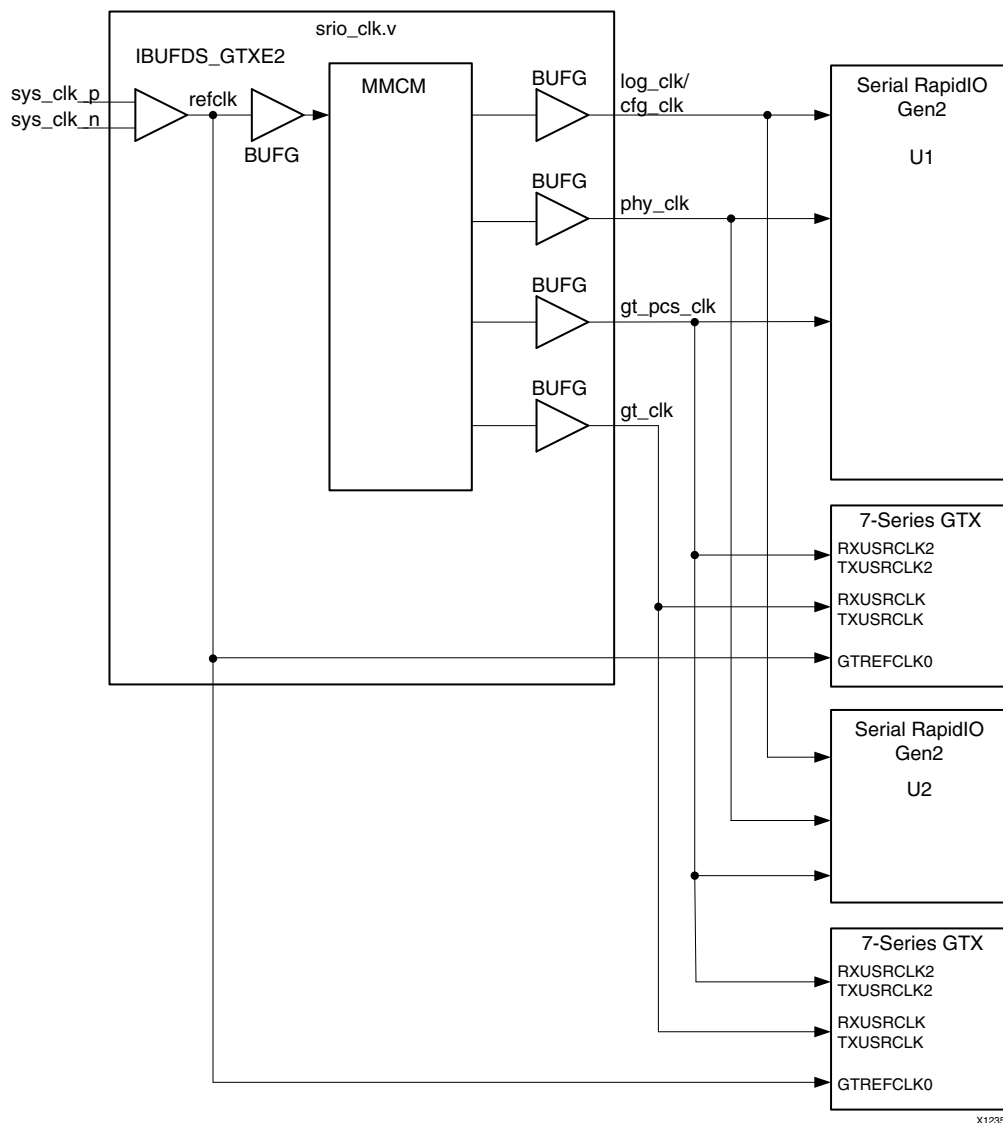 srio_clk.v
IBUFDS_GTXE2
sys_clk_p
sys_clk_n
refclk
BUFG
MMCM
BUFG
log_clk/
cfg_clk
BUFG
phy_clk
BUFG
gt_pcs_clk
BUFG
gt_clk
Serial RapidIO
Gen2
U1
7-Series GTX
RXUSRCLK2
TXUSRCLK2
RXUSRCLK
TXUSRCLK
GTREFCLK0
Serial RapidIO
Gen2
U2
7-Series GTX
RXUSRCLK2
TXUSRCLK2
RXUSRCLK
TXUSRCLK
GTREFCLK0